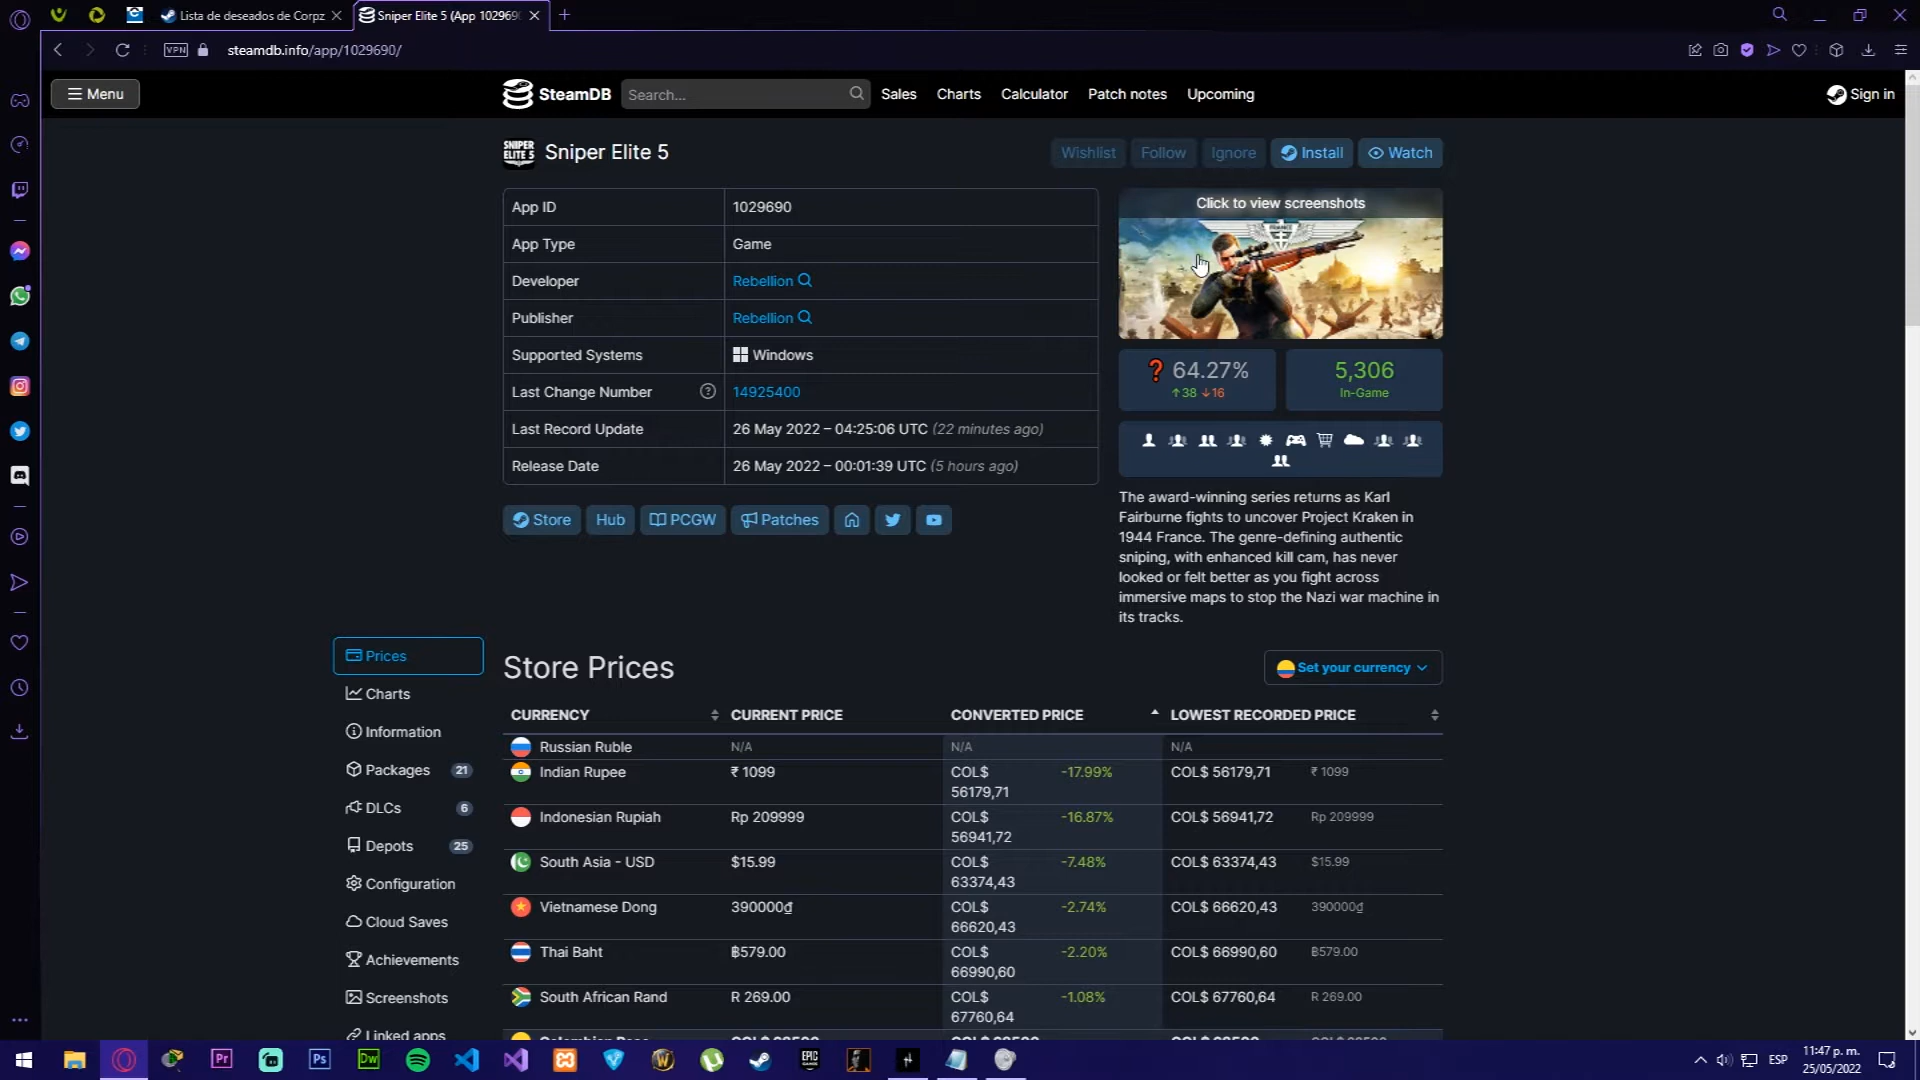 Lista de deseados de Corpz
Sniper Elite 5 (App 1029690
VPN
steamdb.info/app/1029690/
Menu
SteamDB
Search...
Sales
Charts
Calculator
Patch notes
Upcoming
Sign in
SNIPER ELITE 5
Sniper Elite 5
Wishlist
Follow
Ignore
Install
Watch
App ID
1029690
App Type
Game
Developer
Rebellion
Publisher
Rebellion
Supported Systems
Windows
Last Change Number
?
14925400
Last Record Update
26 May 2022 – 04:25:06 UTC (22 minutes ago)
Release Date
26 May 2022 – 00:01:39 UTC (5 hours ago)
Click to view screenshots
? 64.27%
↑38 ↓16
5,306
In-Game
The award-winning series returns as Karl
Fairburne fights to uncover Project Kraken in
1944 France. The genre-defining authentic
sniping, with enhanced kill cam, has never
looked or felt better as you fight across
immersive maps to stop the Nazi war machine in
its tracks.
Store
Hub
PCGW
Patches
Prices
Charts
Information
Packages 21
DLCs 6
Depots 25
Configuration
Cloud Saves
Achievements
Screenshots
Linked apps
Store Prices
Set your currency
CURRENCY CURRENT PRICE CONVERTED PRICE LOWEST RECORDED PRICE
Russian Ruble N/A N/A N/A
Indian Rupee ₹ 1099 COL$ 56179,71 -17.99% COL$ 56179,71 ₹ 1099
Indonesian Rupiah Rp 209999 COL$ 56941,72 -16.87% COL$ 56941,72 Rp 209999
South Asia - USD $15.99 COL$ 63374,43 -7.48% COL$ 63374,43 $15.99
Vietnamese Dong 390000₫ COL$ 66620,43 -2.74% COL$ 66620,43 390000₫
Thai Baht ฿579.00 COL$ 66990,60 -2.20% COL$ 66990,60 ฿579.00
South African Rand R 269.00 COL$ 67760,64 -1.08% COL$ 67760,64 R 269.00
Pr
Ps
Dw
EPIC GAMES
ESP
11:47 p. m.
25/05/2022